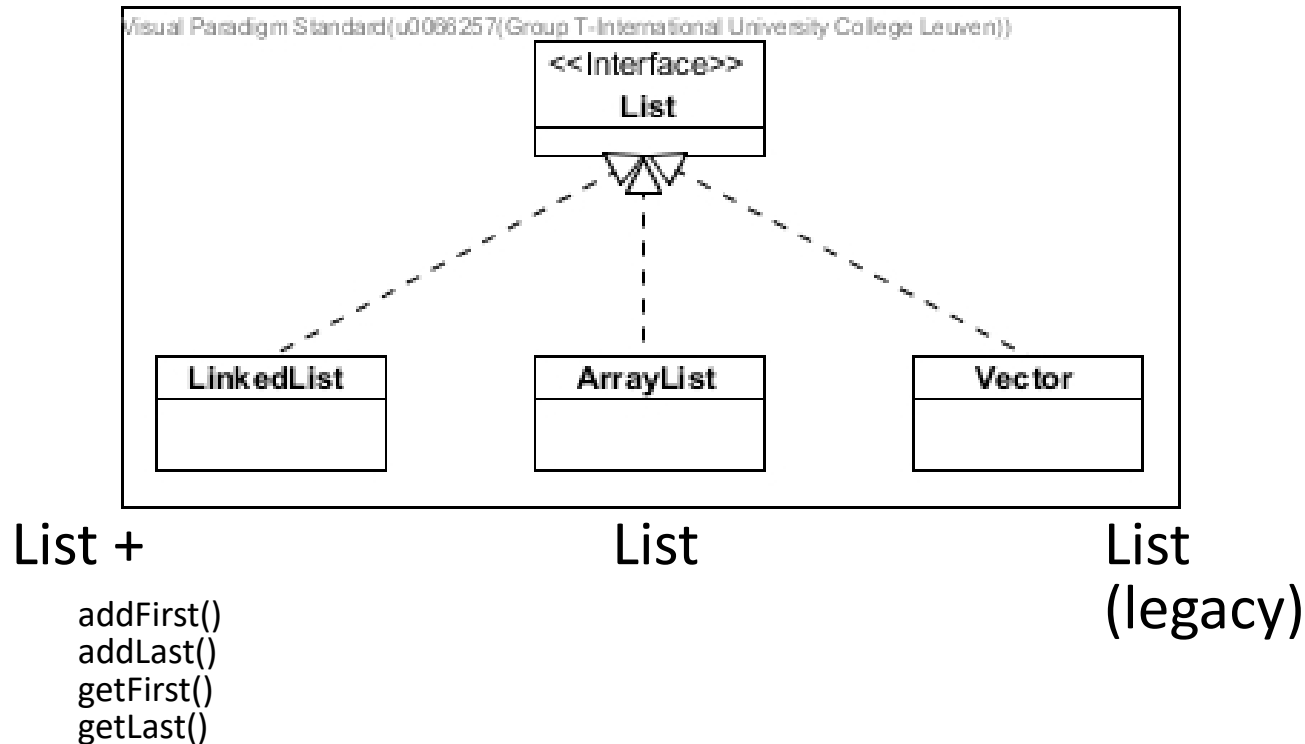 Visual Paradigm Standard(u0066257(Group T-International University College Leuven))
<<Interface>>
List
LinkedList
ArrayList
Vector
List +
List
List
(legacy)
addFirst()
addLast()
getFirst()
getLast()